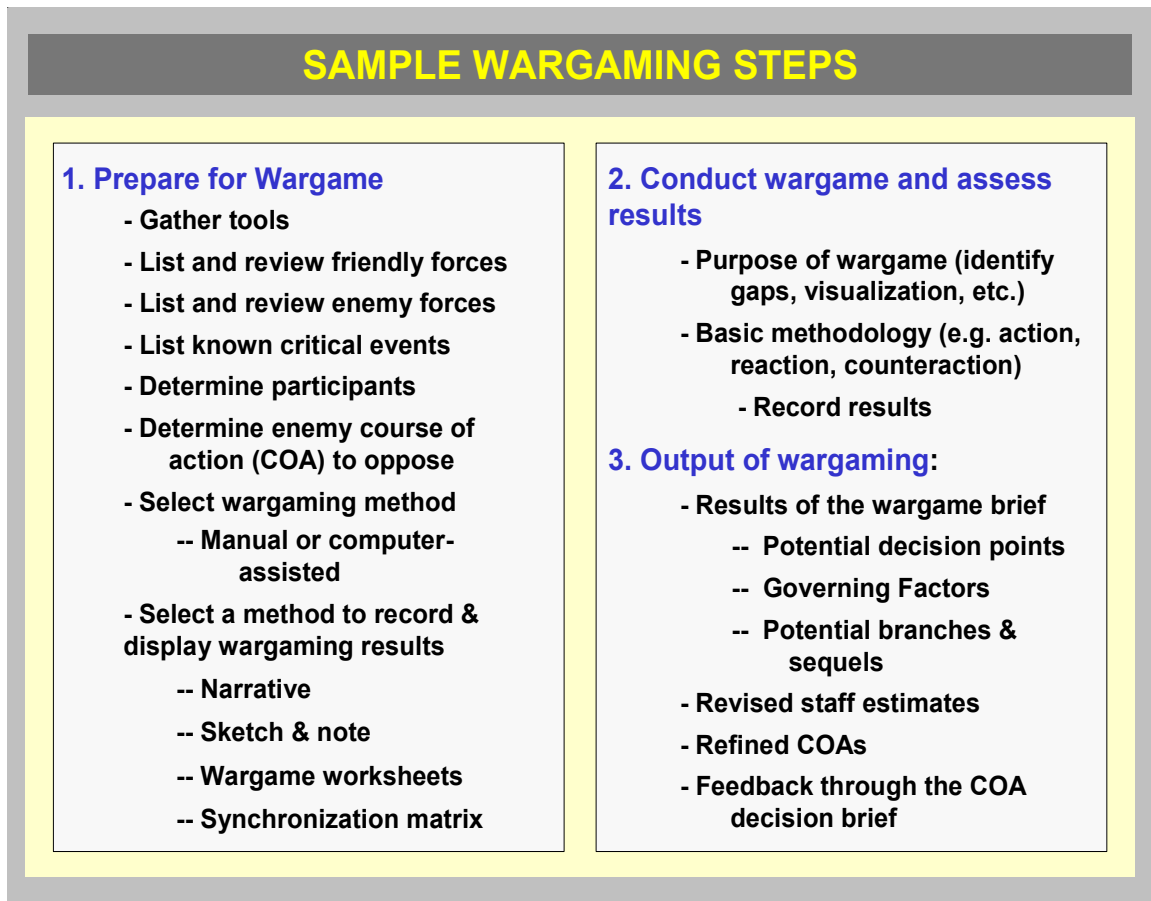 SAMPLE WARGAMING STEPS
1. Prepare for Wargame
- Gather tools
- List and review friendly forces
- List and review enemy forces
- List known critical events
- Determine participants
- Determine enemy course of
action (COA) to oppose
- Select wargaming method
-- Manual or computer-
assisted
- Select a method to record &
display wargaming results
-- Narrative
-- Sketch & note
-- Wargame worksheets
-- Synchronization matrix
2. Conduct wargame and assess
results
- Purpose of wargame (identify
gaps, visualization, etc.)
- Basic methodology (e.g. action,
reaction, counteraction)
- Record results
3. Output of wargaming:
- Results of the wargame brief
-- Potential decision points
-- Governing Factors
-- Potential branches &
sequels
- Revised staff estimates
- Refined COAs
- Feedback through the COA
decision brief